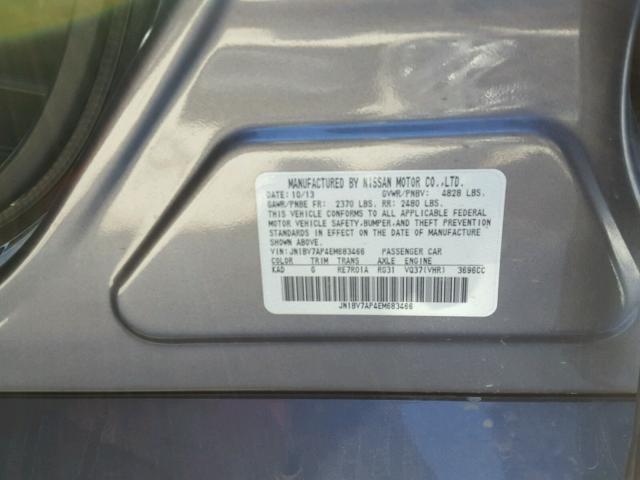 MANUFACTURED BY NISSAN MOTOR CO.,LTD.
DATE: 10/13 GVWR/PNBV: 4828 LBS.
GAWR/PNBE FR: 2370 LBS. RR: 2480 LBS.
THIS VEHICLE CONFORMS TO ALL APPLICABLE FEDERAL
MOTOR VEHICLE SAFETY,BUMPER,AND THEFT PREVENTION
STANDARDS IN EFFECT ON THE DATE OF MANUFACTURE
SHOWN ABOVE.
VIN: JN1BV7AP4EM683466 PASSENGER CAR
COLOR TRIM TRANS AXLE ENGINE
KAD G RE7R01A RG31 VQ37(VHR) 3696CC
JN1BV7AP4EM683466